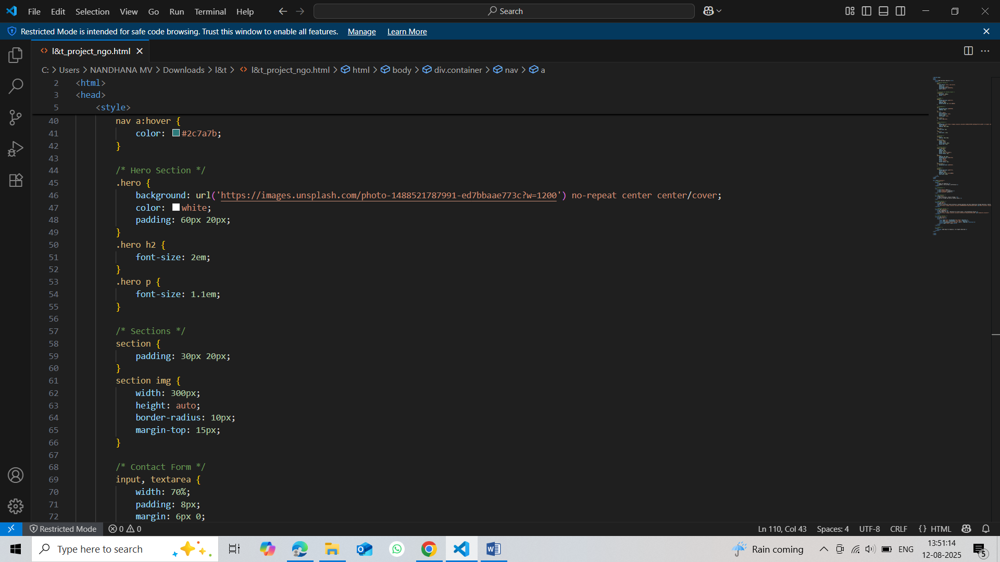 File Edit Selection View Go Run Terminal Help
Search
Restricted Mode is intended for safe code browsing. Trust this window to enable all features. Manage Learn More
l&t_project_ngo.html
C: > Users > NANDHANA MV > Downloads > l&t > l&t_project_ngo.html > html > body > div.container > nav > a
2 <html>
3 <head>
5 <style>
40 nav a:hover {
41 color: #2c7a7b;
42 }
43
44 /* Hero Section */
45 .hero {
46 background: url('https://images.unsplash.com/photo-1488521787991-ed7bbaae773c?w=1200') no-repeat center center/cover;
47 color: white;
48 padding: 60px 20px;
49 }
50 .hero h2 {
51 font-size: 2em;
52 }
53 .hero p {
54 font-size: 1.1em;
55 }
56
57 /* Sections */
58 section {
59 padding: 30px 20px;
60 }
61 section img {
62 width: 300px;
63 height: auto;
64 border-radius: 10px;
65 margin-top: 15px;
66 }
67
68 /* Contact Form */
69 input, textarea {
70 width: 70%;
71 padding: 8px;
72 margin: 6px 0;
Restricted Mode 0 0 Ln 110, Col 43 Spaces: 4 UTF-8 CRLF {} HTML
Type here to search
Rain coming ENG 13:51:14
12-08-2025
5